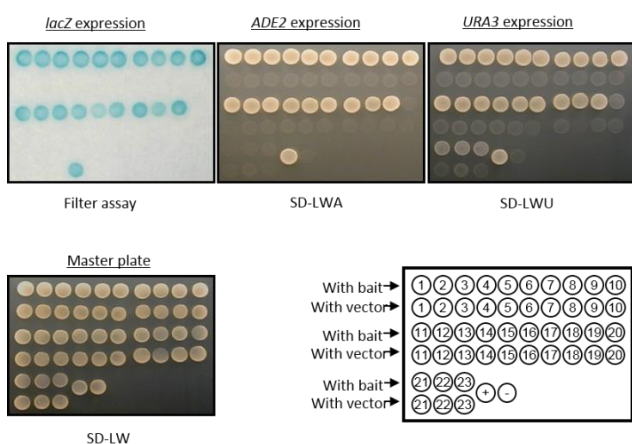 lacZ expression
ADE2 expression
URA3 expression
Filter assay
SD-LWA
SD-LWU
Master plate
SD-LW
With bait
1 2 3 4 5 6 7 8 9 10
With vector
1 2 3 4 5 6 7 8 9 10
With bait
11 12 13 14 15 16 17 18 19 20
With vector
11 12 13 14 15 16 17 18 19 20
With bait
21 22 23 + -
With vector
21 22 23